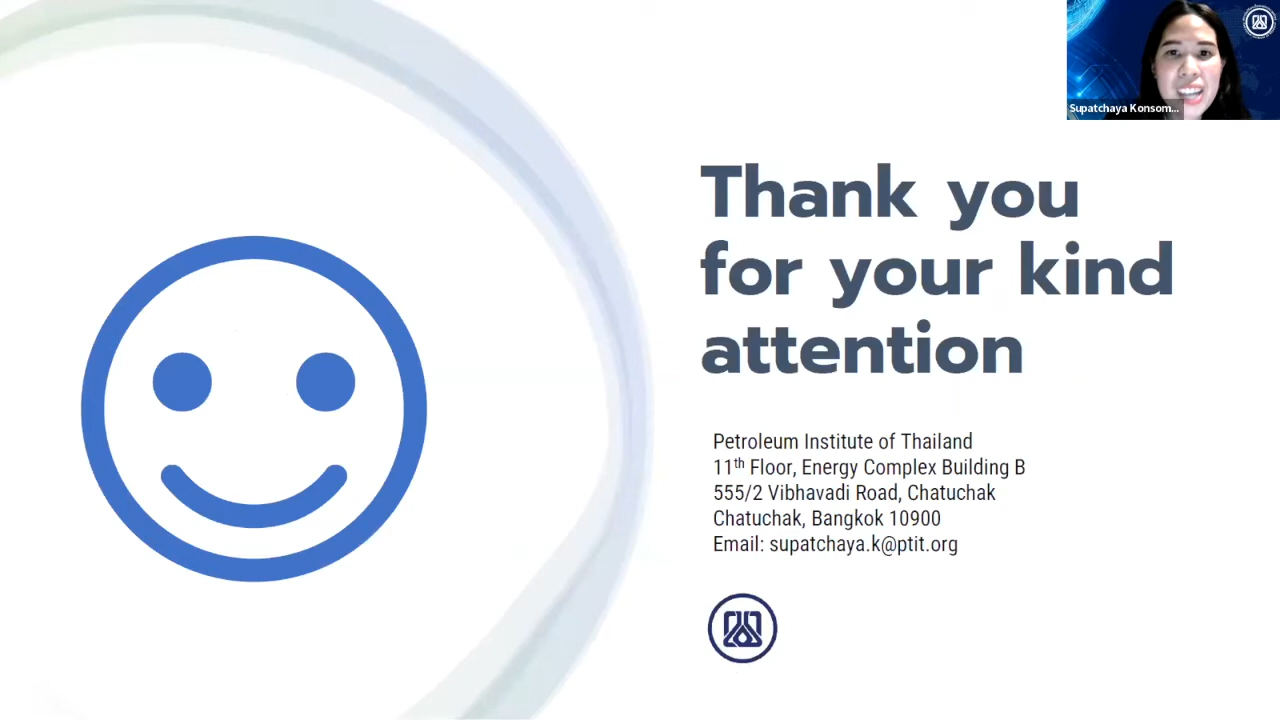 Supatchaya Konsom...
Thank you
for your kind
attention
Petroleum Institute of Thailand
11th Floor, Energy Complex Building B
555/2 Vibhavadi Road, Chatuchak
Chatuchak, Bangkok 10900
Email: supatchaya.k@ptit.org